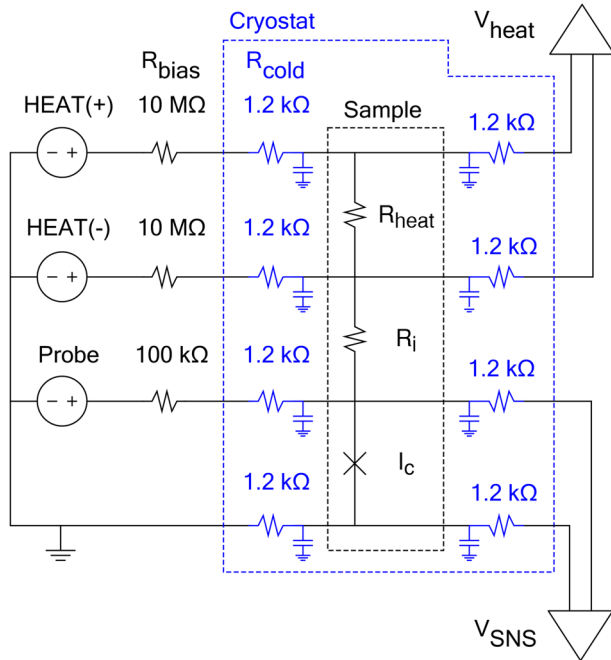 Cryostat
V_heat
R_bias R_cold
HEAT(+) 10 MΩ 1.2 kΩ Sample 1.2 kΩ
- +
R_heat
HEAT(-) 10 MΩ 1.2 kΩ 1.2 kΩ
- +
R_i
Probe 100 kΩ 1.2 kΩ 1.2 kΩ
- +
I_c
1.2 kΩ 1.2 kΩ
V_SNS